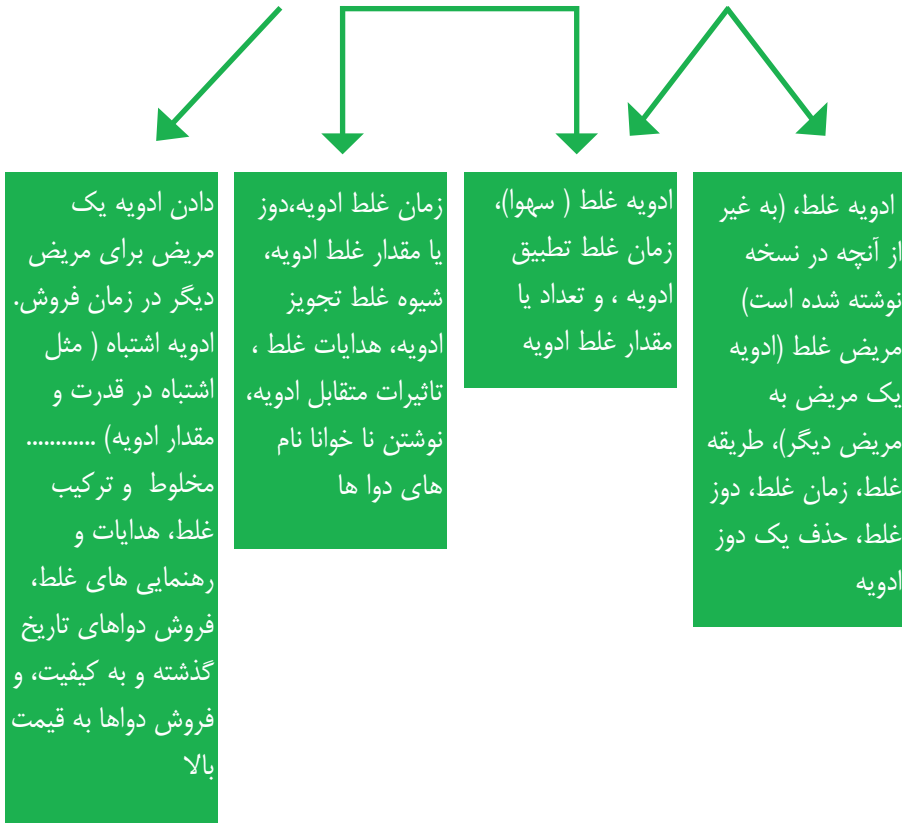 ادویه غلط، (به غیر
از آنچه در نسخه
نوشته شده است)
مریض غلط (ادویه
یک مریض به
مریض دیگر)، طریقه
غلط، زمان غلط، دوز
غلط، حذف یک دوز
ادویه
ادویه غلط ( سهوا)،
زمان غلط تطبیق
ادویه ، و تعداد یا
مقدار غلط ادویه
زمان غلط ادویه،دوز
یا مقدار غلط ادویه،
شیوه غلط تجویز
ادویه، هدایات غلط ،
تاثیرات متقابل ادویه،
نوشتن نا خوانا نام
های دوا ها
دادن ادویه یک
مریض برای مریض
دیگر در زمان فروش.
ادویه اشتباه ( مثل
اشتباه در قدرت و
مقدار ادویه) ............
مخلوط و ترکیب
غلط، هدایات و
رهنمایی های غلط،
فروش دواهای تاریخ
گذشته و به کیفیت، و
فروش دواها به قیمت
بالا